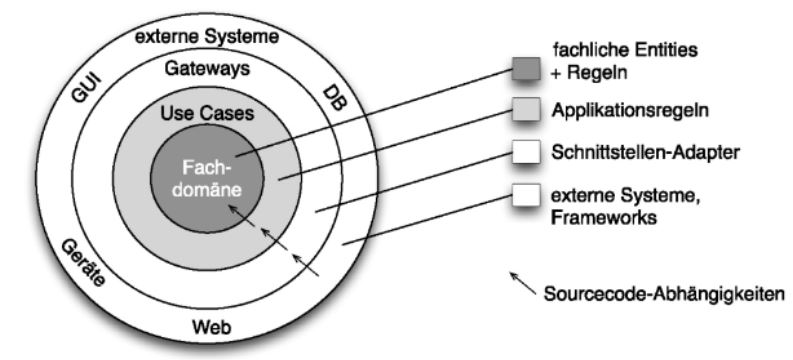 externe Systeme
GUI
Gateways
DB
Use Cases
Fach-
domäne
Geräte
Web
fachliche Entities
+ Regeln
Applikationsregeln
Schnittstellen-Adapter
externe Systeme,
Frameworks
Sourcecode-Abhängigkeiten